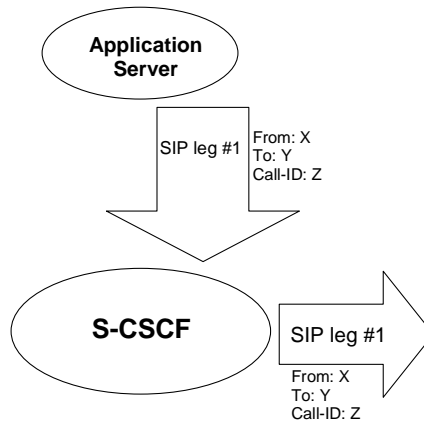 Application
Server
SIP leg #1
From: X
To: Y
Call-ID: Z
S-CSCF
SIP leg #1
From: X
To: Y
Call-ID: Z